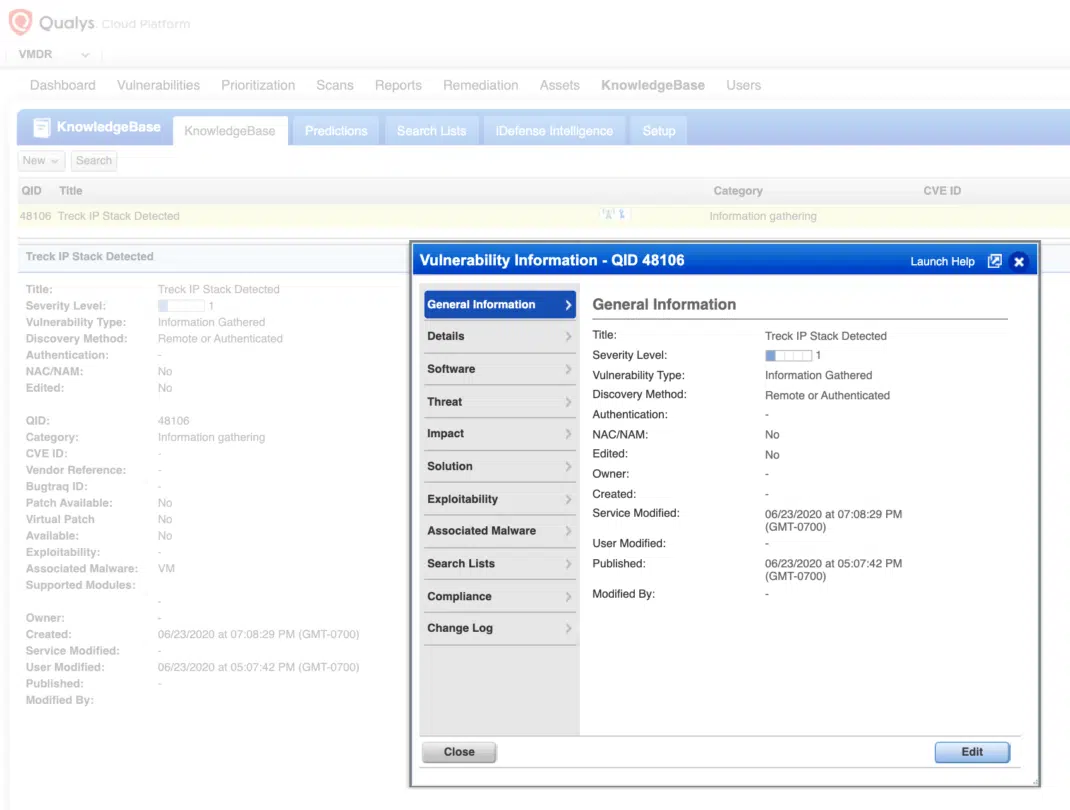 Qualys. Cloud Platform
VMDR
Dashboard Vulnerabilities Prioritization Scans Reports Remediation Assets KnowledgeBase Users
KnowledgeBase KnowledgeBase Predictions Search Lists iDefense Intelligence Setup
New Search
QID Title Category CVE ID
48106 Treck IP Stack Detected Information gathering
Treck IP Stack Detected
Title: Treck IP Stack Detected
Severity Level: 1
Vulnerability Type: Information Gathered
Discovery Method: Remote or Authenticated
Authentication: -
NAC/NAM: No
Edited: No
QID: 48106
Category: Information gathering
CVE ID: -
Vendor Reference: -
Bugtraq ID: -
Patch Available: No
Virtual Patch No
Available: No
Exploitability: -
Associated Malware: VM
Supported Modules:
-
Owner: -
Created: 06/23/2020 at 07:08:29 PM (GMT-0700)
Service Modified: -
User Modified: 06/23/2020 at 05:07:42 PM (GMT-0700)
Published: -
Modified By:
Vulnerability Information - QID 48106 Launch Help
General Information
Details
Software
Threat
Impact
Solution
Exploitability
Associated Malware
Search Lists
Compliance
Change Log
General Information
Title: Treck IP Stack Detected
Severity Level: 1
Vulnerability Type: Information Gathered
Discovery Method: Remote or Authenticated
Authentication: -
NAC/NAM: No
Edited: No
Owner: -
Created: -
Service Modified: 06/23/2020 at 07:08:29 PM
(GMT-0700)
User Modified: -
Published: 06/23/2020 at 05:07:42 PM
(GMT-0700)
Modified By: -
Close Edit